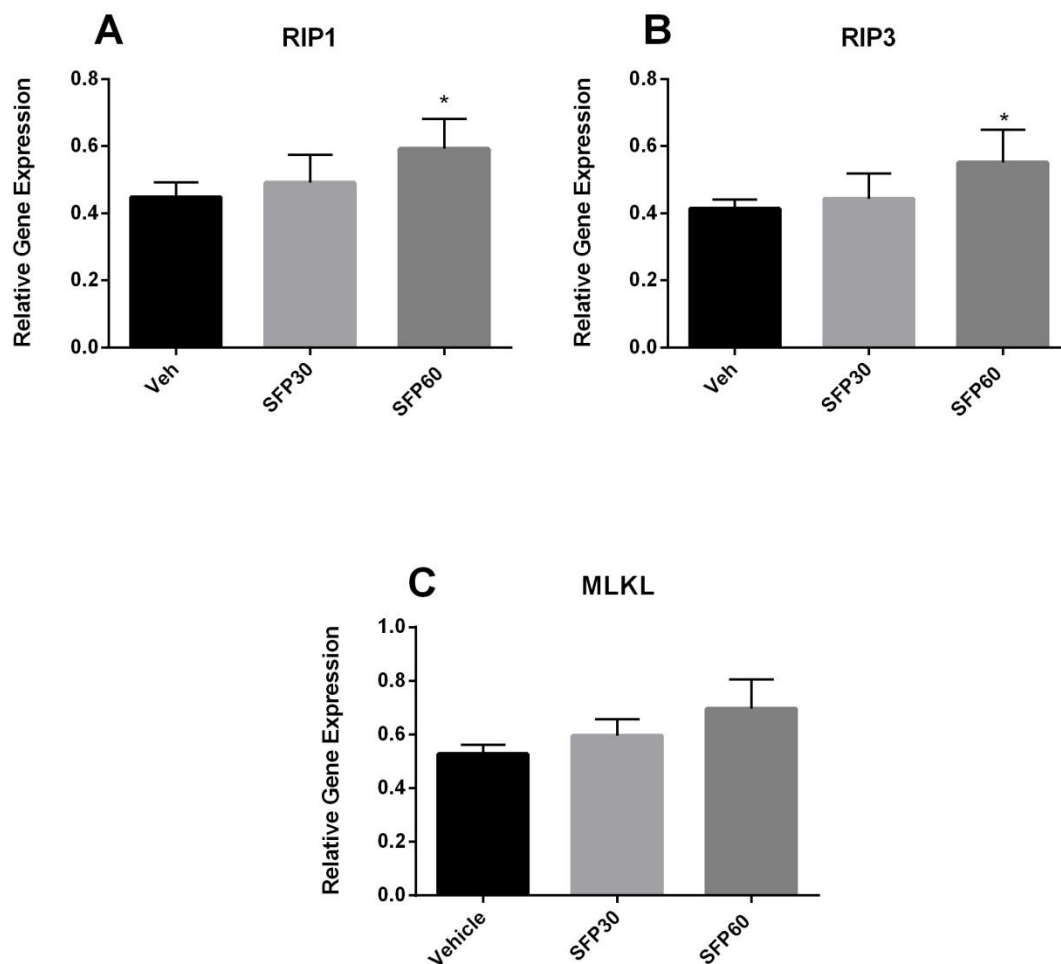 A
RIP1
Relative Gene Expression
0.8
0.6
0.4
0.2
0.0
*
Veh
SFP30
SFP60
B
RIP3
Relative Gene Expression
0.8
0.6
0.4
0.2
0.0
*
Veh
SFP30
SFP60
C
MLKL
Relative Gene Expression
1.0
0.8
0.6
0.4
0.2
0.0
Vehicle
SFP30
SFP60